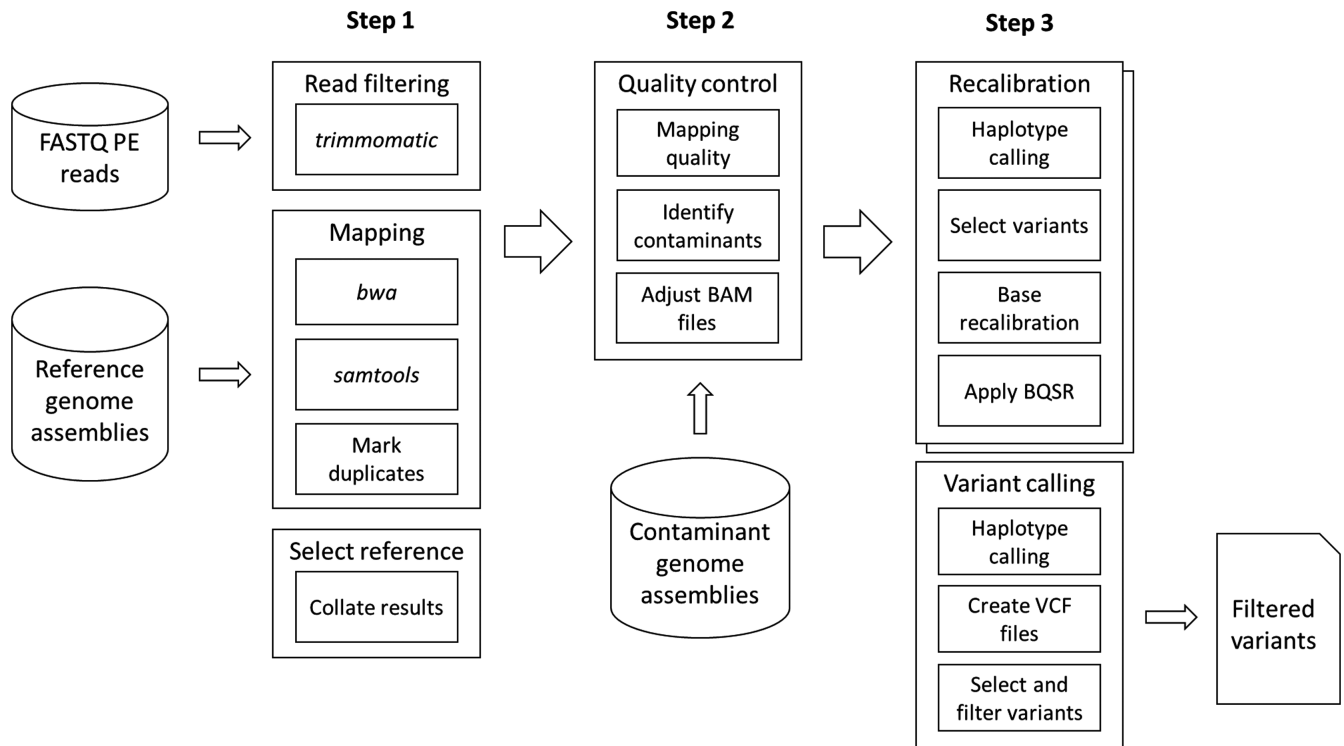 Step 1
Step 2
Step 3
FASTQ PE
reads
Reference
genome
assemblies
Read filtering
trimmomatic
Mapping
bwa
samtools
Mark
duplicates
Select reference
Collate results
Quality control
Mapping
quality
Identify
contaminants
Adjust BAM
files
Contaminant
genome
assemblies
Recalibration
Haplotype
calling
Select variants
Base
recalibration
Apply BQSR
Variant calling
Haplotype
calling
Create VCF
files
Select and
filter variants
Filtered
variants